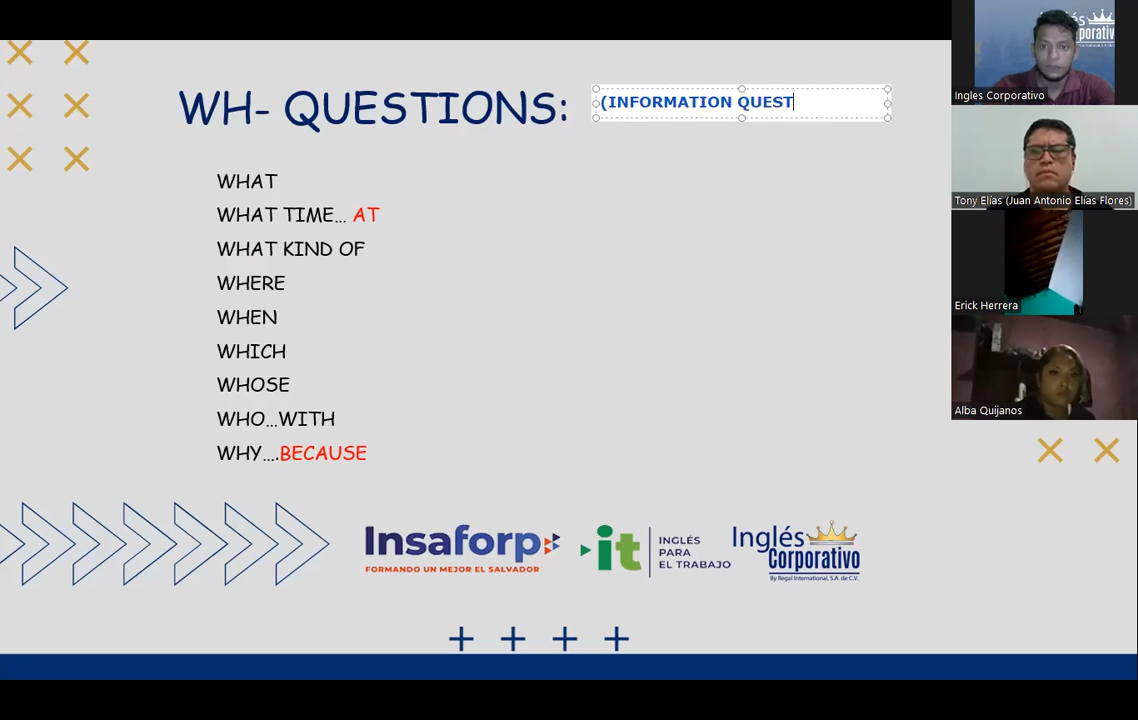 WH- QUESTIONS:
(INFORMATION QUEST
WHAT
WHAT TIME... AT
WHAT KIND OF
WHERE
WHEN
WHICH
WHOSE
WHO...WITH
WHY....BECAUSE
Insaforp
FORMANDO UN MEJOR EL SALVADOR
it
INGLÉS
PARA
EL TRABAJO
Inglés
Corporativo
By Regal International, S.A. de C.V.
Ingles Corporativo
Tony Elías (Juan Antonio Elías Flores)
Erick Herrera
Alba Quijanos